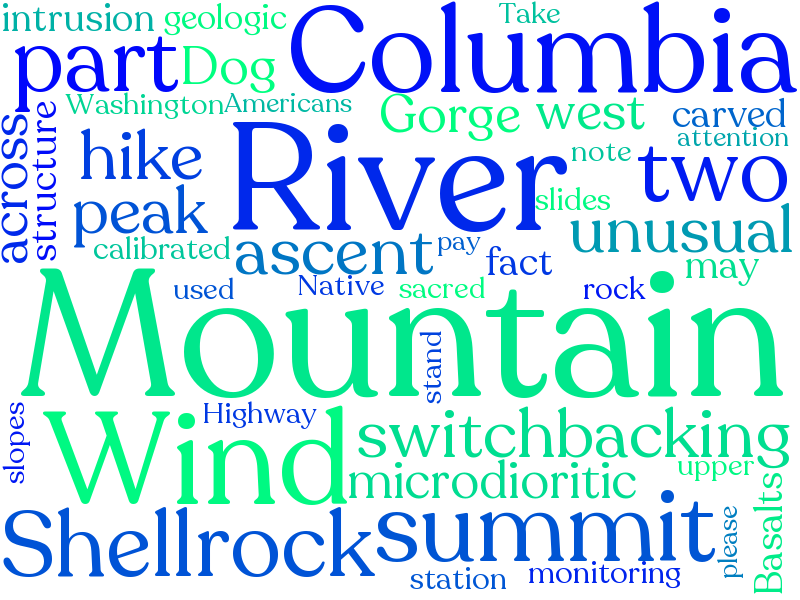 intrusion geologic Take
part Dog Columbia
Washington Americans Gorge west carved
across structure hike River note two attention
peak slides unusual
calibrated ascent pay fact may
used Native sacred rock
Mountain
stand
slopes Wind Highway switchbacking
microdioritic upper
Shellrock summit please Basalts
station monitoring